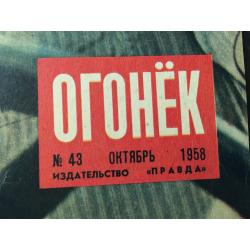 ОГОНЁК
№ 43 ОКТЯБРЬ 1958
ИЗДАТЕЛЬСТВО «ПРАВДА»